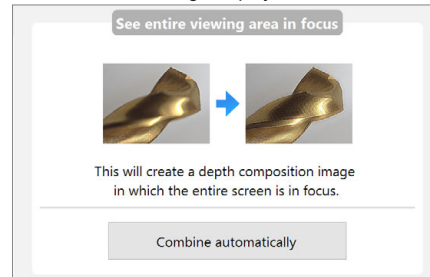 See entire viewing area in focus
This will create a depth composition image
in which the entire screen is in focus.
Combine automatically